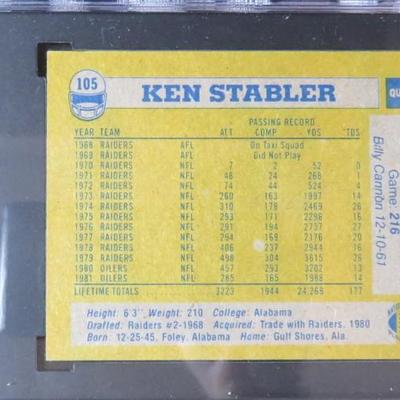 105
KEN STABLER
QU
PASSING RECORD
YEAR TEAM ATT COMP YDS TDS
1968 RAIDERS AFL On Taxi Squad
1969 RAIDERS AFL Did Not Play
1970 RAIDERS NFL 7 2 52 0
1971 RAIDERS NFL 48 24 268 1
1972 RAIDERS NFL 74 44 524 4
1973 RAIDERS NFL 260 163 1997 14
1974 RAIDERS NFL 310 178 2469 26
1975 RAIDERS NFL 293 171 2296 16
1976 RAIDERS NFL 291 194 2737 27
1977 RAIDERS NFL 294 169 2176 20
1978 RAIDERS NFL 406 238 2944 16
1979 RAIDERS NFL 498 304 3615 26
1980 OILERS NFL 457 293 3202 13
1981 OILERS NFL 285 165 1988 14
LIFETIME TOTALS 3223 1944 24,269 177
Height: 6'3" Weight: 210 College: Alabama
Drafted: Raiders #2-1968 Acquired: Trade with Raiders, 1980
Born: 12-25-45, Foley, Alabama Home: Gulf Shores, Ala.
Game: 216
Billy Cannon 12-10-61